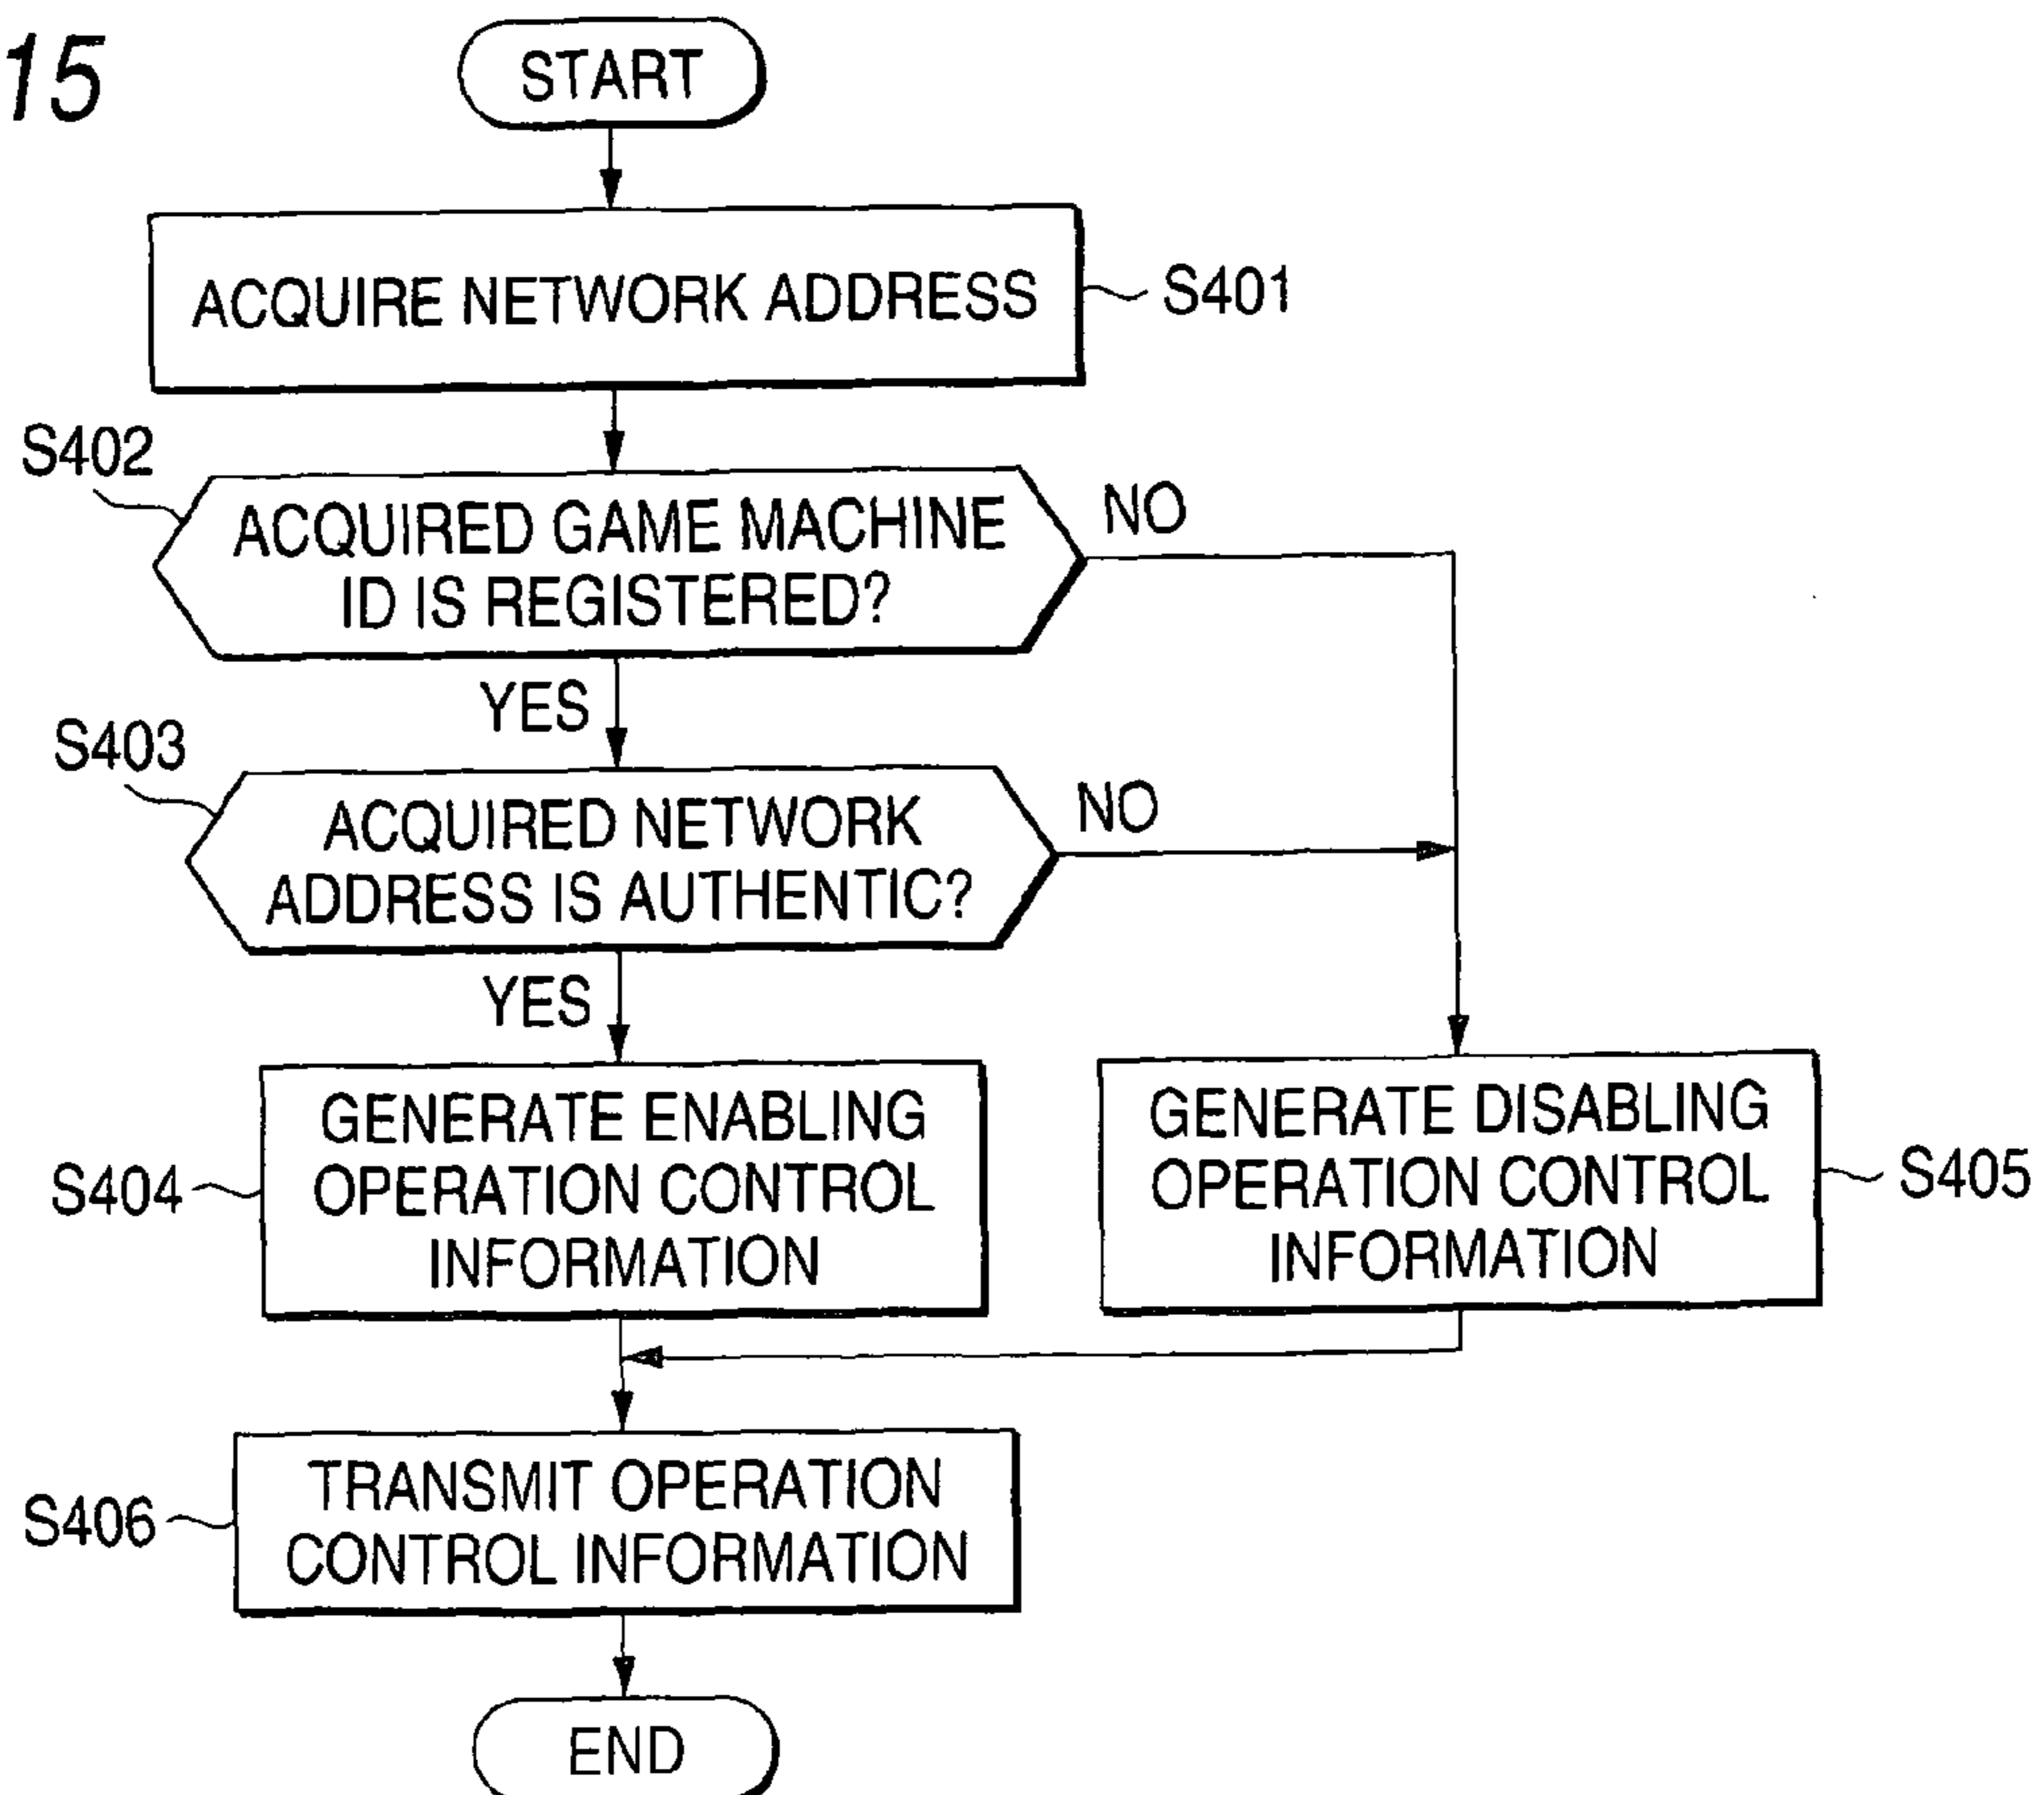 15
START
ACQUIRE NETWORK ADDRESS
S401
S402
ACQUIRED GAME MACHINE
ID IS REGISTERED?
NO
YES
S403
ACQUIRED NETWORK
ADDRESS IS AUTHENTIC?
NO
YES
S404
GENERATE ENABLING
OPERATION CONTROL
INFORMATION
GENERATE DISABLING
OPERATION CONTROL
INFORMATION
S405
S406
TRANSMIT OPERATION
CONTROL INFORMATION
END